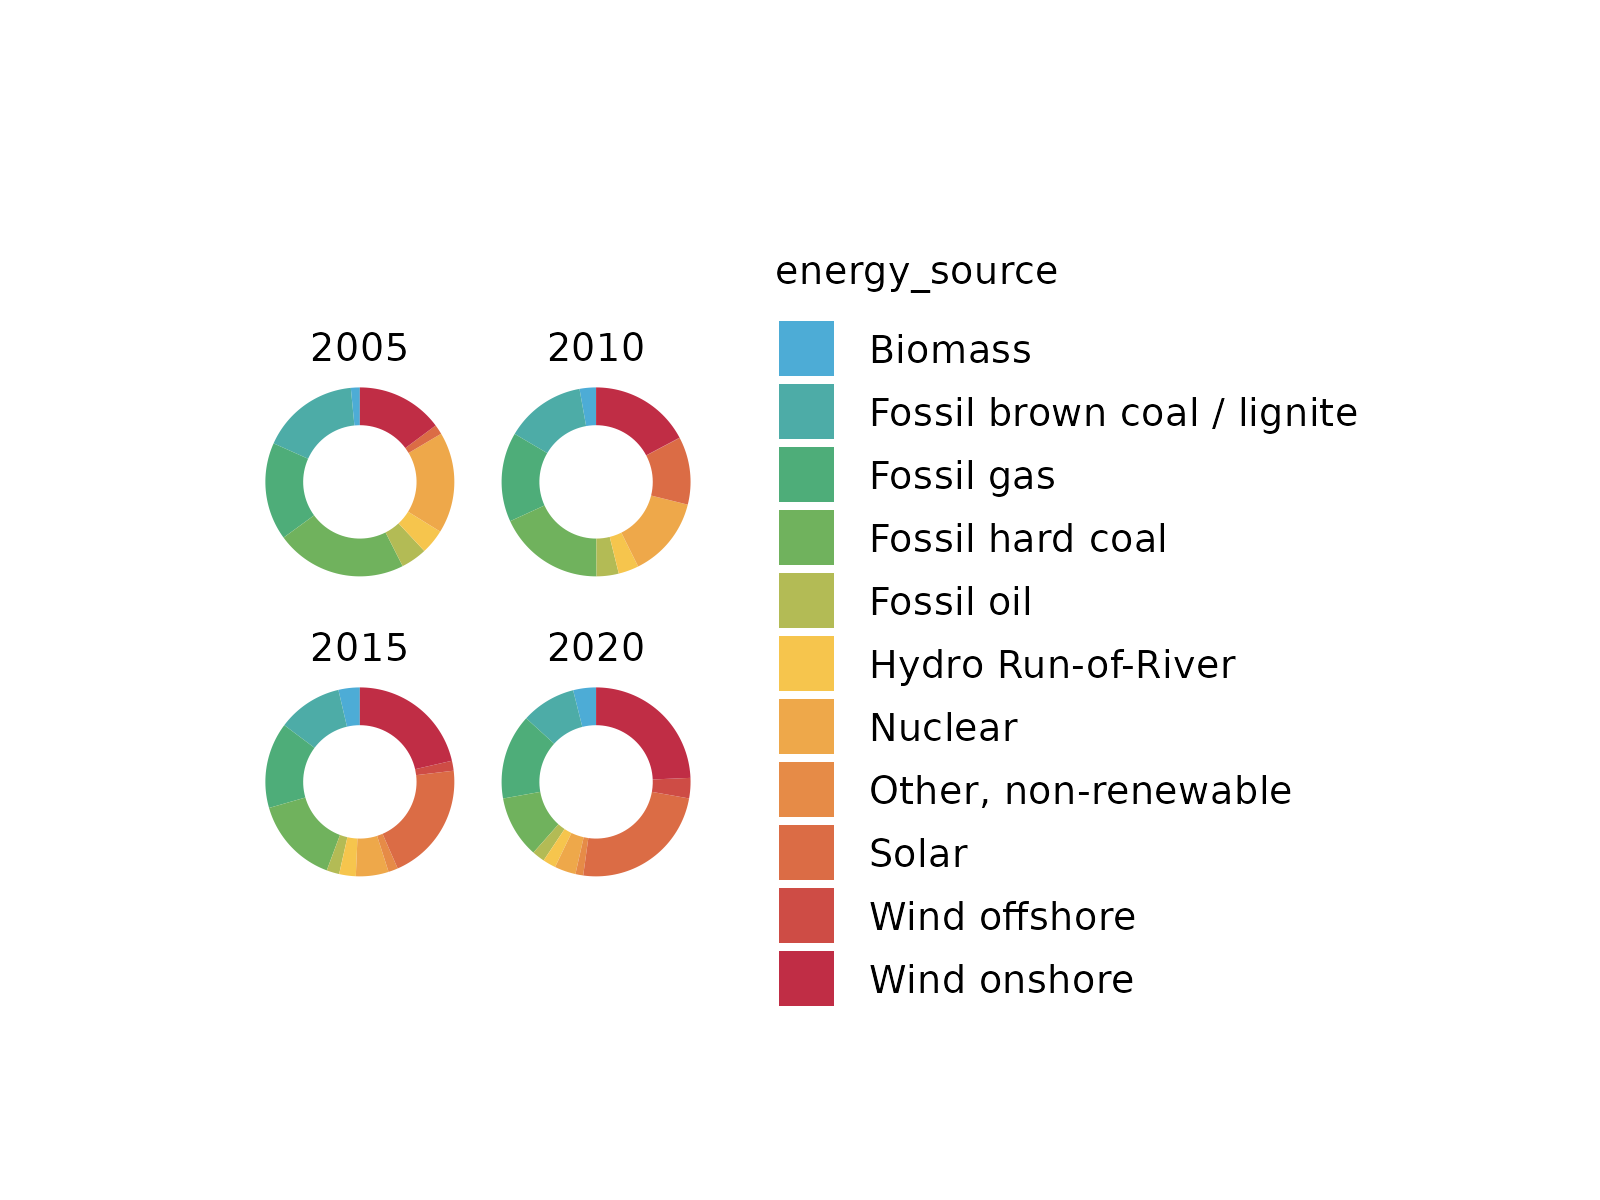 energy_source
2005
2010
2015
2020
Biomass
Fossil brown coal / lignite
Fossil gas
Fossil hard coal
Fossil oil
Hydro Run-of-River
Nuclear
Other, non-renewable
Solar
Wind offshore
Wind onshore